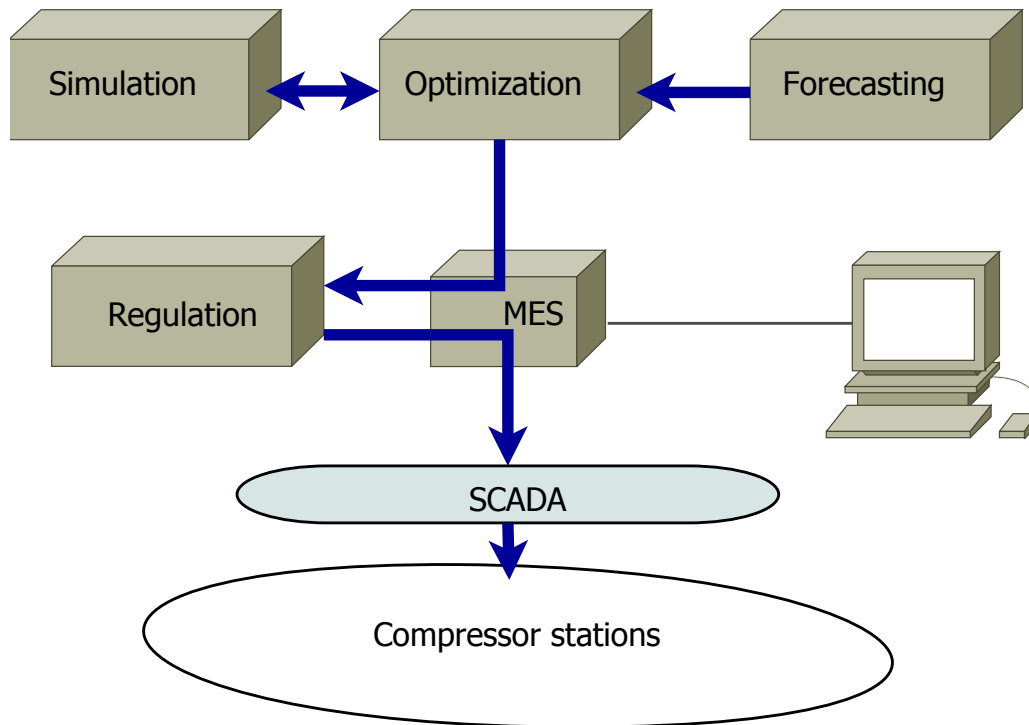 Simulation
Optimization
Forecasting
Regulation
MES
SCADA
Compressor stations